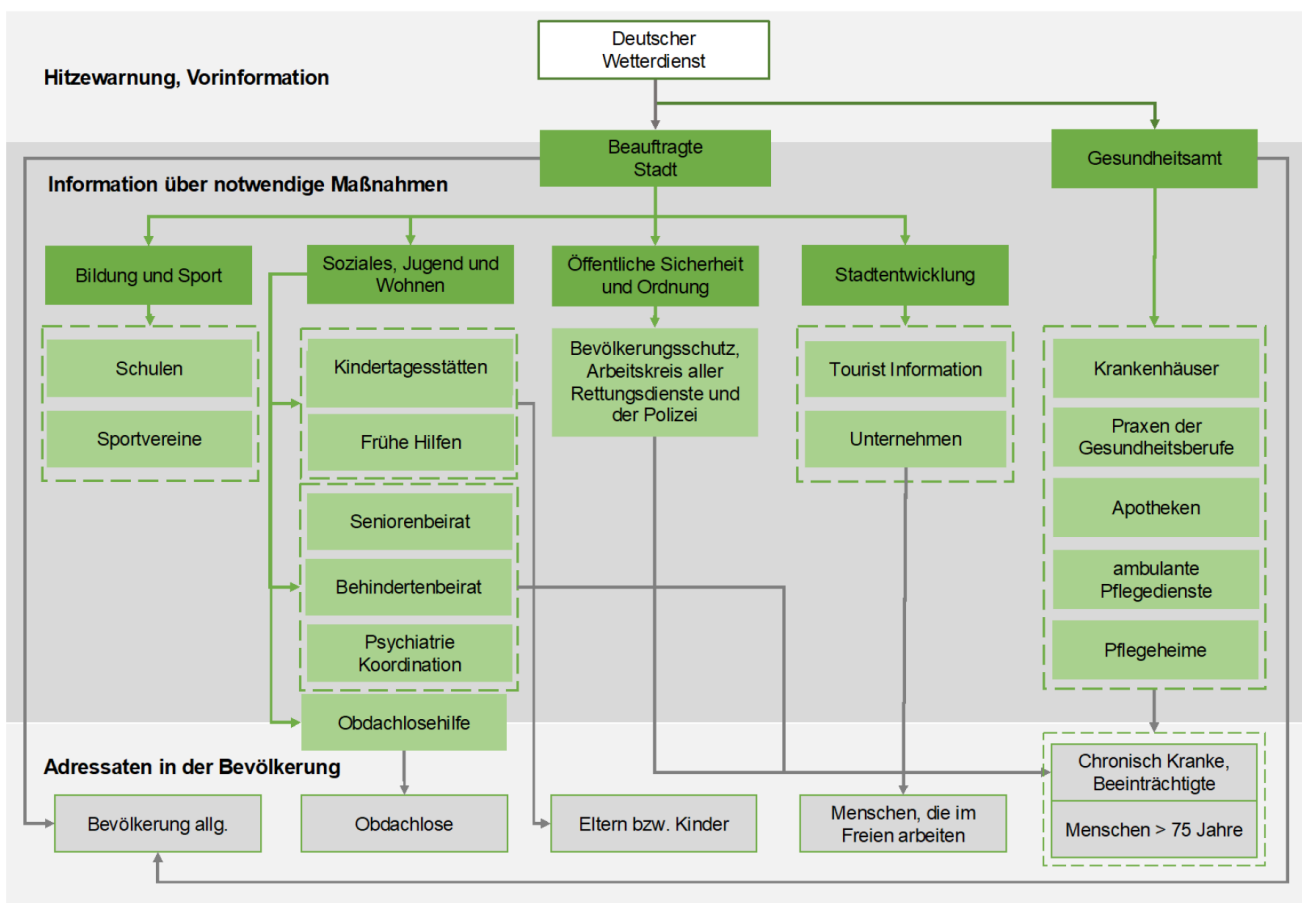 Deutscher
Wetterdienst
Hitzewarnung, Vorinformation
Beauftragte
Stadt
Gesundheitsamt
Information über notwendige Maßnahmen
Bildung und Sport
Soziales, Jugend und
Wohnen
Öffentliche Sicherheit
und Ordnung
Stadtentwicklung
Schulen
Sportvereine
Kindertagesstätten
Frühe Hilfen
Seniorenbeirat
Behindertenbeirat
Psychiatrie
Koordination
Obdachlosehilfe
Bevölkerungsschutz,
Arbeitskreis aller
Rettungsdienste und
der Polizei
Tourist Information
Unternehmen
Krankenhäuser
Praxen der
Gesundheitsberufe
Apotheken
ambulante
Pflegedienste
Pflegeheime
Adressaten in der Bevölkerung
Bevölkerung allg.
Obdachlose
Eltern bzw. Kinder
Menschen, die im
Freien arbeiten
Chronisch Kranke,
Beeinträchtigte
Menschen > 75 Jahre